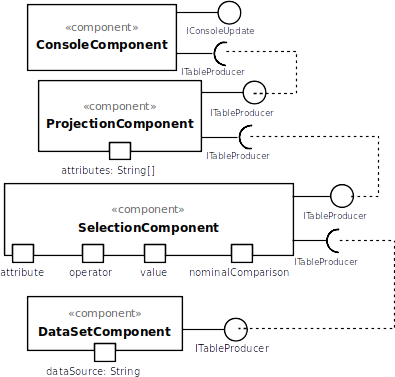 «component»
ConsoleComponent
IConsoleUpdate
ITableProducer
«component»
ProjectionComponent
ITableProducer
ITableProducer
attributes: String[]
«component»
SelectionComponent
ITableProducer
ITableProducer
attribute
operator
value
nominalComparison
«component»
DataSetComponent
ITableProducer
dataSource: String